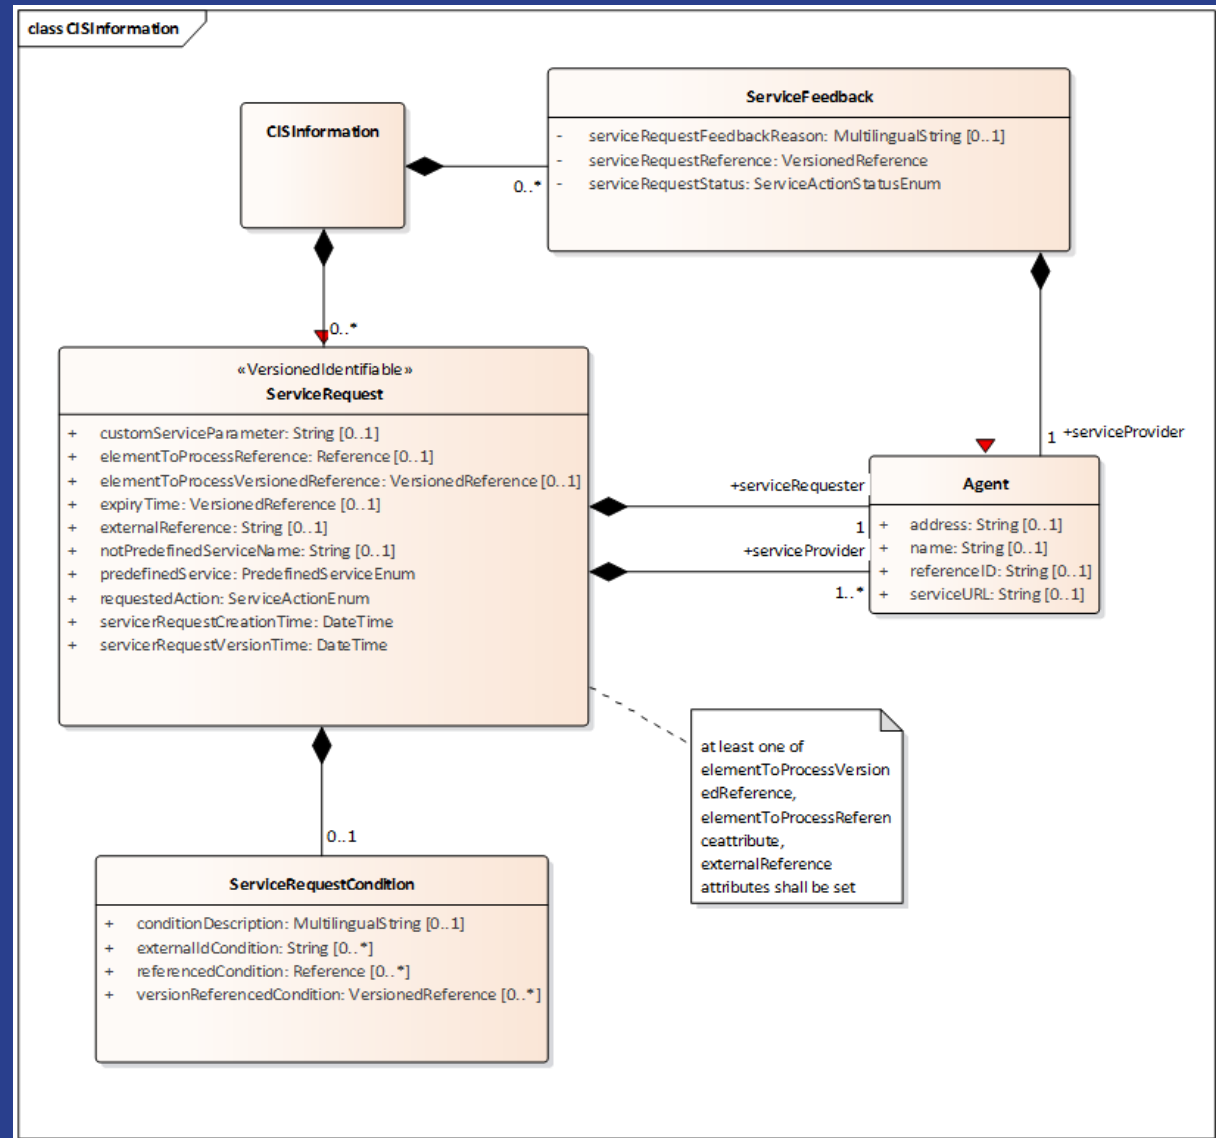 class CISInformation
CISInformation
0..*
ServiceFeedback
- serviceRequestFeedbackReason: MultilingualString [0..1]
- serviceRequestReference: VersionedReference
- serviceRequestStatus: ServiceActionStatusEnum
0..*
1 +serviceProvider
«VersionedIdentifiable»
ServiceRequest
+ customServiceParameter: String [0..1]
+ elementToProcessReference: Reference [0..1]
+ elementToProcessVersionedReference: VersionedReference [0..1]
+ expiryTime: VersionedReference [0..1]
+ externalReference: String [0..1]
+ notPredefinedServiceName: String [0..1]
+ predefinedService: PredefinedServiceEnum
+ requestedAction: ServiceActionEnum
+ servicerRequestCreationTime: DateTime
+ servicerRequestVersionTime: DateTime
+serviceRequester
1
+serviceProvider
1..*
Agent
+ address: String [0..1]
+ name: String [0..1]
+ referenceID: String [0..1]
+ serviceURL: String [0..1]
at least one of
elementToProcessVersion
edReference,
elementToProcessReferen
ceattribute,
externalReference
attributes shall be set
0..1
ServiceRequestCondition
+ conditionDescription: MultilingualString [0..1]
+ externalIdCondition: String [0..*]
+ referencedCondition: Reference [0..*]
+ versionReferencedCondition: VersionedReference [0..*]